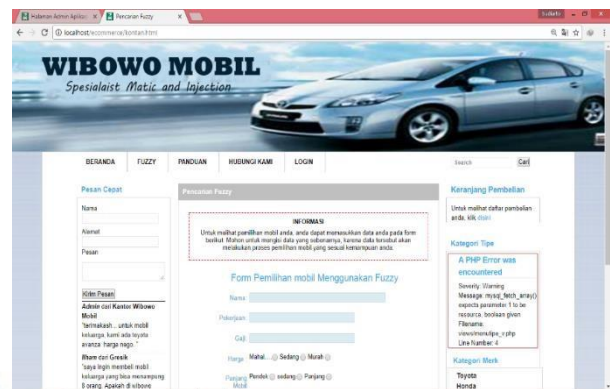 Halaman Admin Aplikas
Pencarian Fuzzy
localhost/ecommerce/kontan.html
WIBOWO MOBIL
Spesialaist Matic and Injection
BERANDA
FUZZY
PANDUAN
HUBUNGI KAMI
LOGIN
Search
Cari
Pesan Cepat
Nama
Alamat
Pesan
Kirim Pesan
Admin dari Kantor Wibowo
Mobil
"terimakash... untuk mobil
keluarga, kami ada toyota
avanza. harga nego. "
Ilham dari Gresik
"saya ingin membeli mobil
keluarga yang bisa menampung
8 orang. Apakah di wibowo
Pencarian Fuzzy
INFORMASI
Untuk melihat pemilihan mobil anda, anda dapat memasukkan data anda pada form
berikut. Mohon untuk mengisi data yang sebenarnya, karena data tersebut akan
melakukan proses pemilihan mobil yang sesuai kemampuan anda.
Form Pemilihan mobil Menggunakan Fuzzy
Nama
Pekerjaan
Gaji
Harga Mahal.... Sedang Murah
Panjang Mobil Pendek sedang Panjang
Keranjang Pembelian
Untuk melihat daftar pembelian
anda, klik disini
Kategori Tipe
A PHP Error was
encountered
Severity: Warning
Message: mysql_fetch_array()
expects parameter 1 to be
resource, boolean given
Filename:
views/menutipe_v.php
Line Number: 4
Kategori Merk
Toyota
Honda